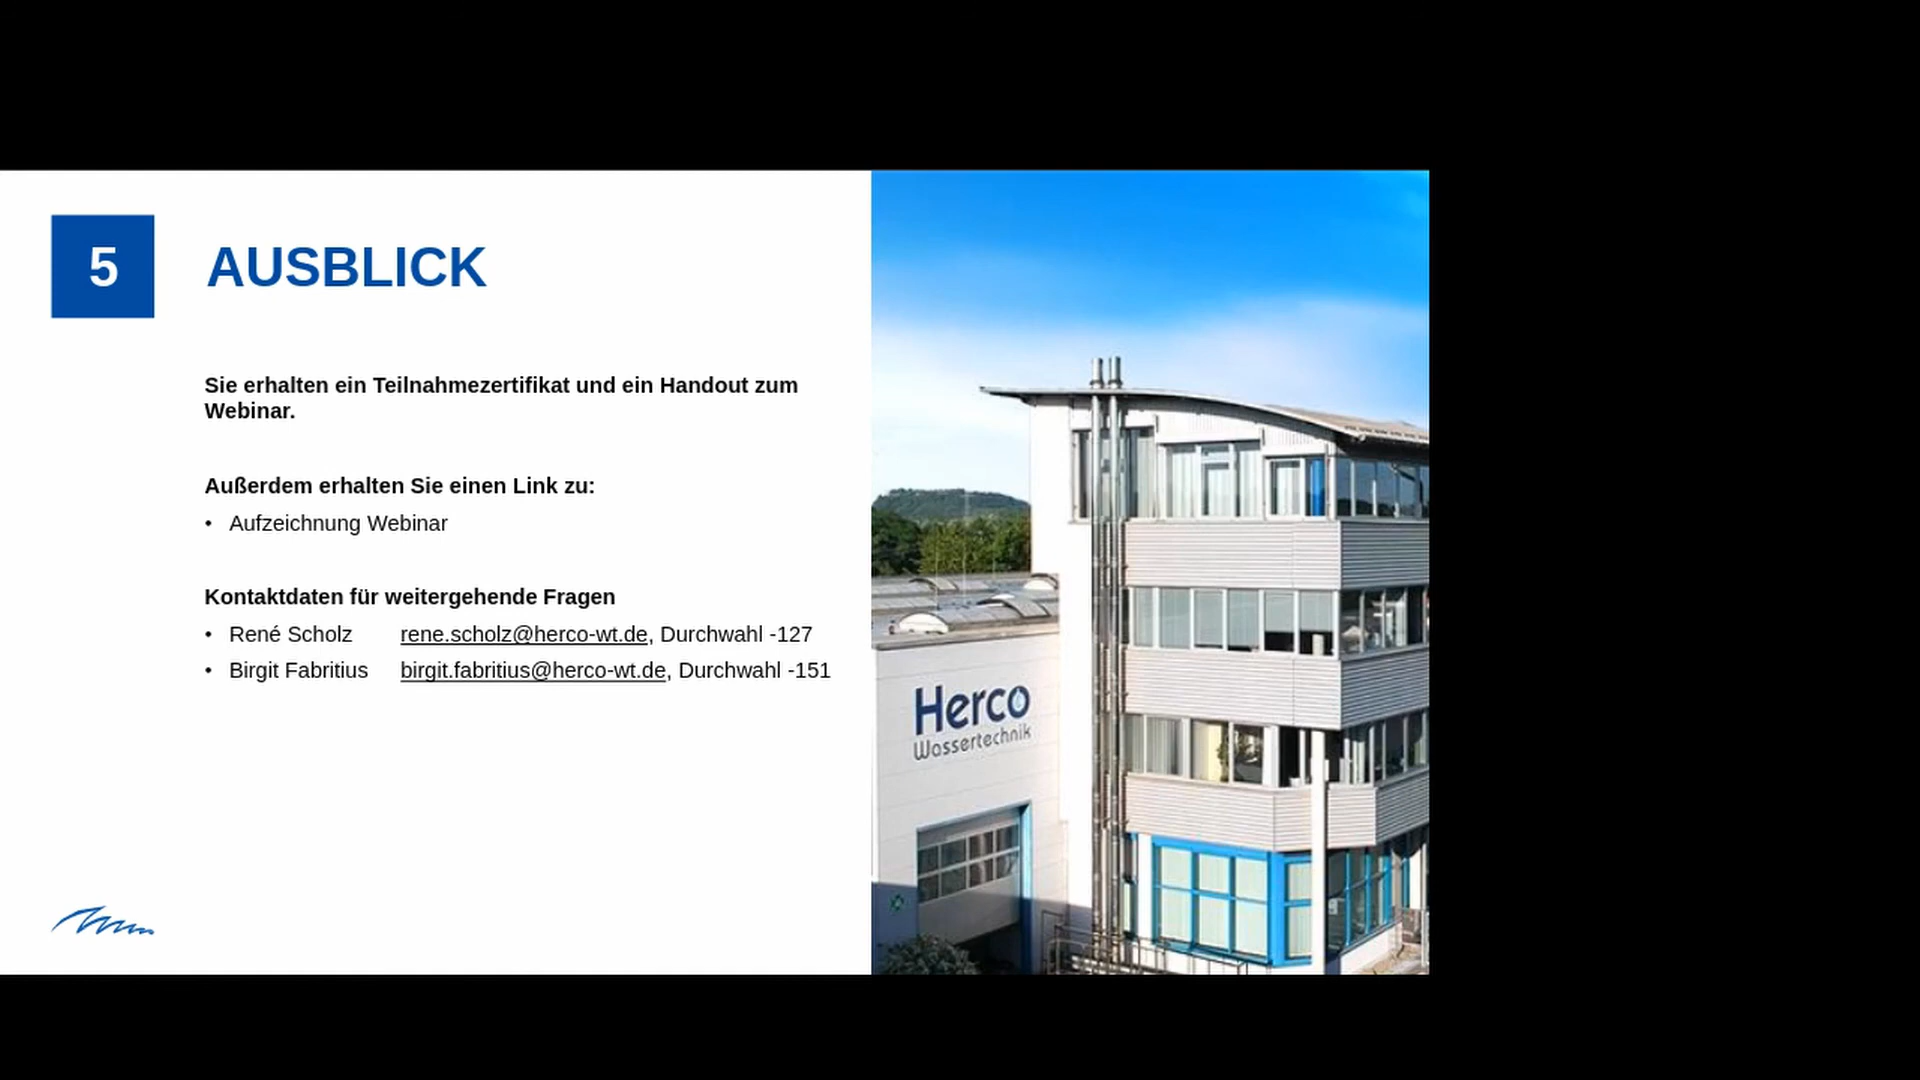 5
AUSBLICK
Sie erhalten ein Teilnahmezertifikat und ein Handout zum
Webinar.
Außerdem erhalten Sie einen Link zu:
• Aufzeichnung Webinar
Kontaktdaten für weitergehende Fragen
• René Scholz rene.scholz@herco-wt.de, Durchwahl -127
• Birgit Fabritius birgit.fabritius@herco-wt.de, Durchwahl -151
Herco
Wassertechnik